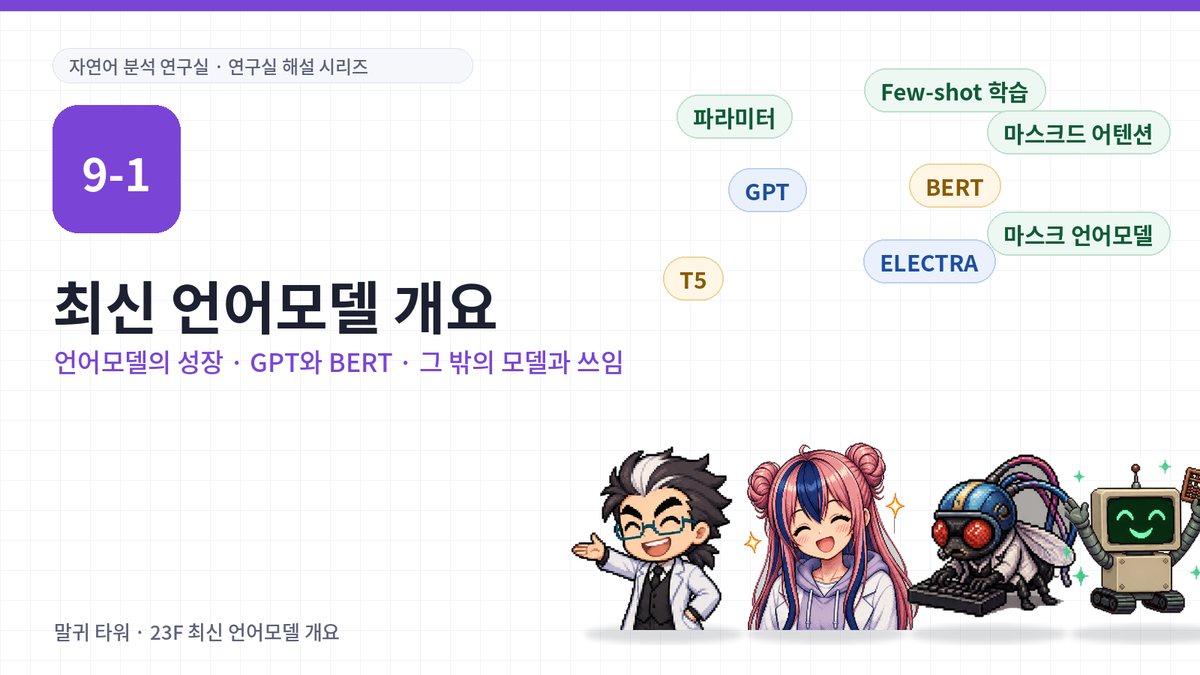 자연어 분석 연구실 · 연구실 해설 시리즈
9-1
최신 언어모델 개요
언어모델의 성장 · GPT와 BERT · 그 밖의 모델과 쓰임
파라미터
Few-shot 학습
마스크드 어텐션
GPT
BERT
마스크 언어모델
ELECTRA
T5
말귀 타워 · 23F 최신 언어모델 개요